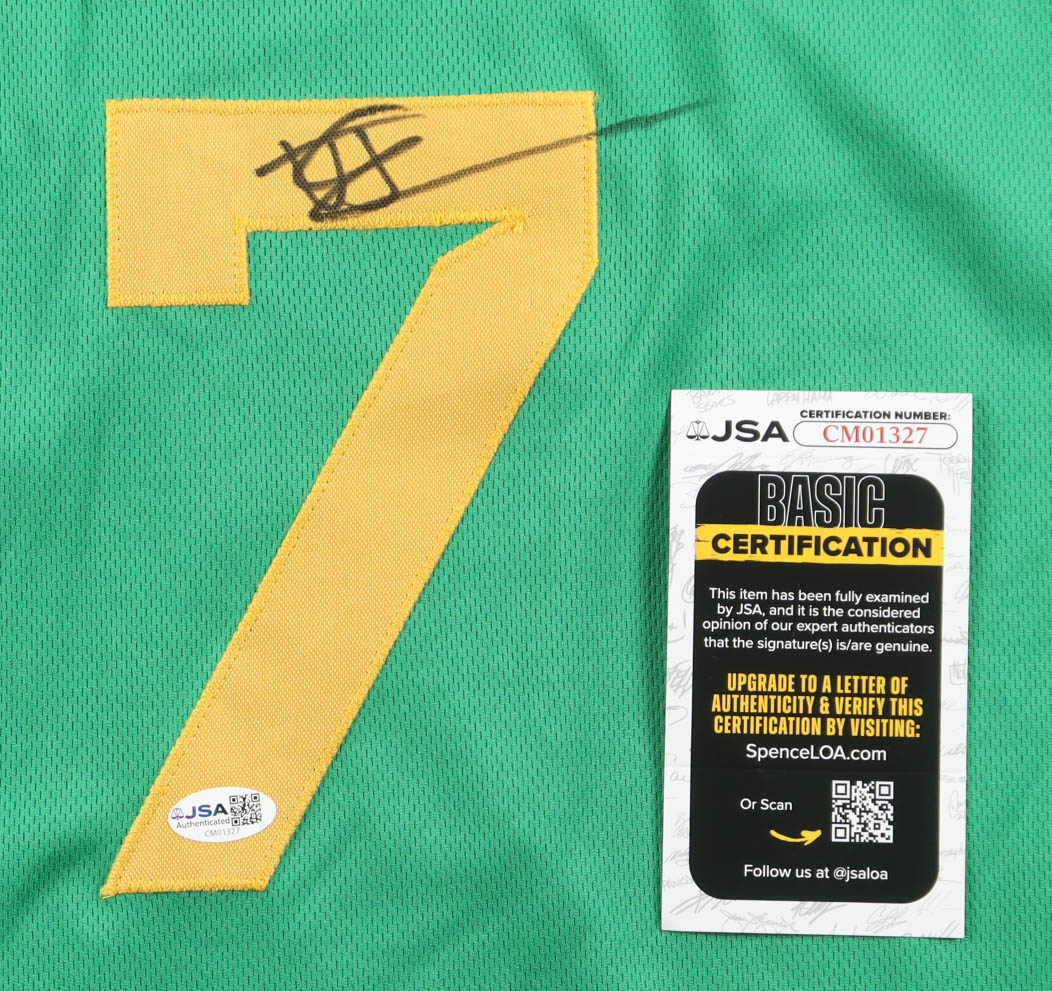 7
JSA
CERTIFICATION NUMBER:
CM01327
BASIC
CERTIFICATION
This item has been fully examined
by JSA, and it is the considered
opinion of our expert authenticators
that the signature(s) is/are genuine.
UPGRADE TO A LETTER OF
AUTHENTICITY & VERIFY THIS
CERTIFICATION BY VISITING:
SpenceLOA.com
Or Scan
Follow us at @jsaloa
JSA
Authenticated
CM01327